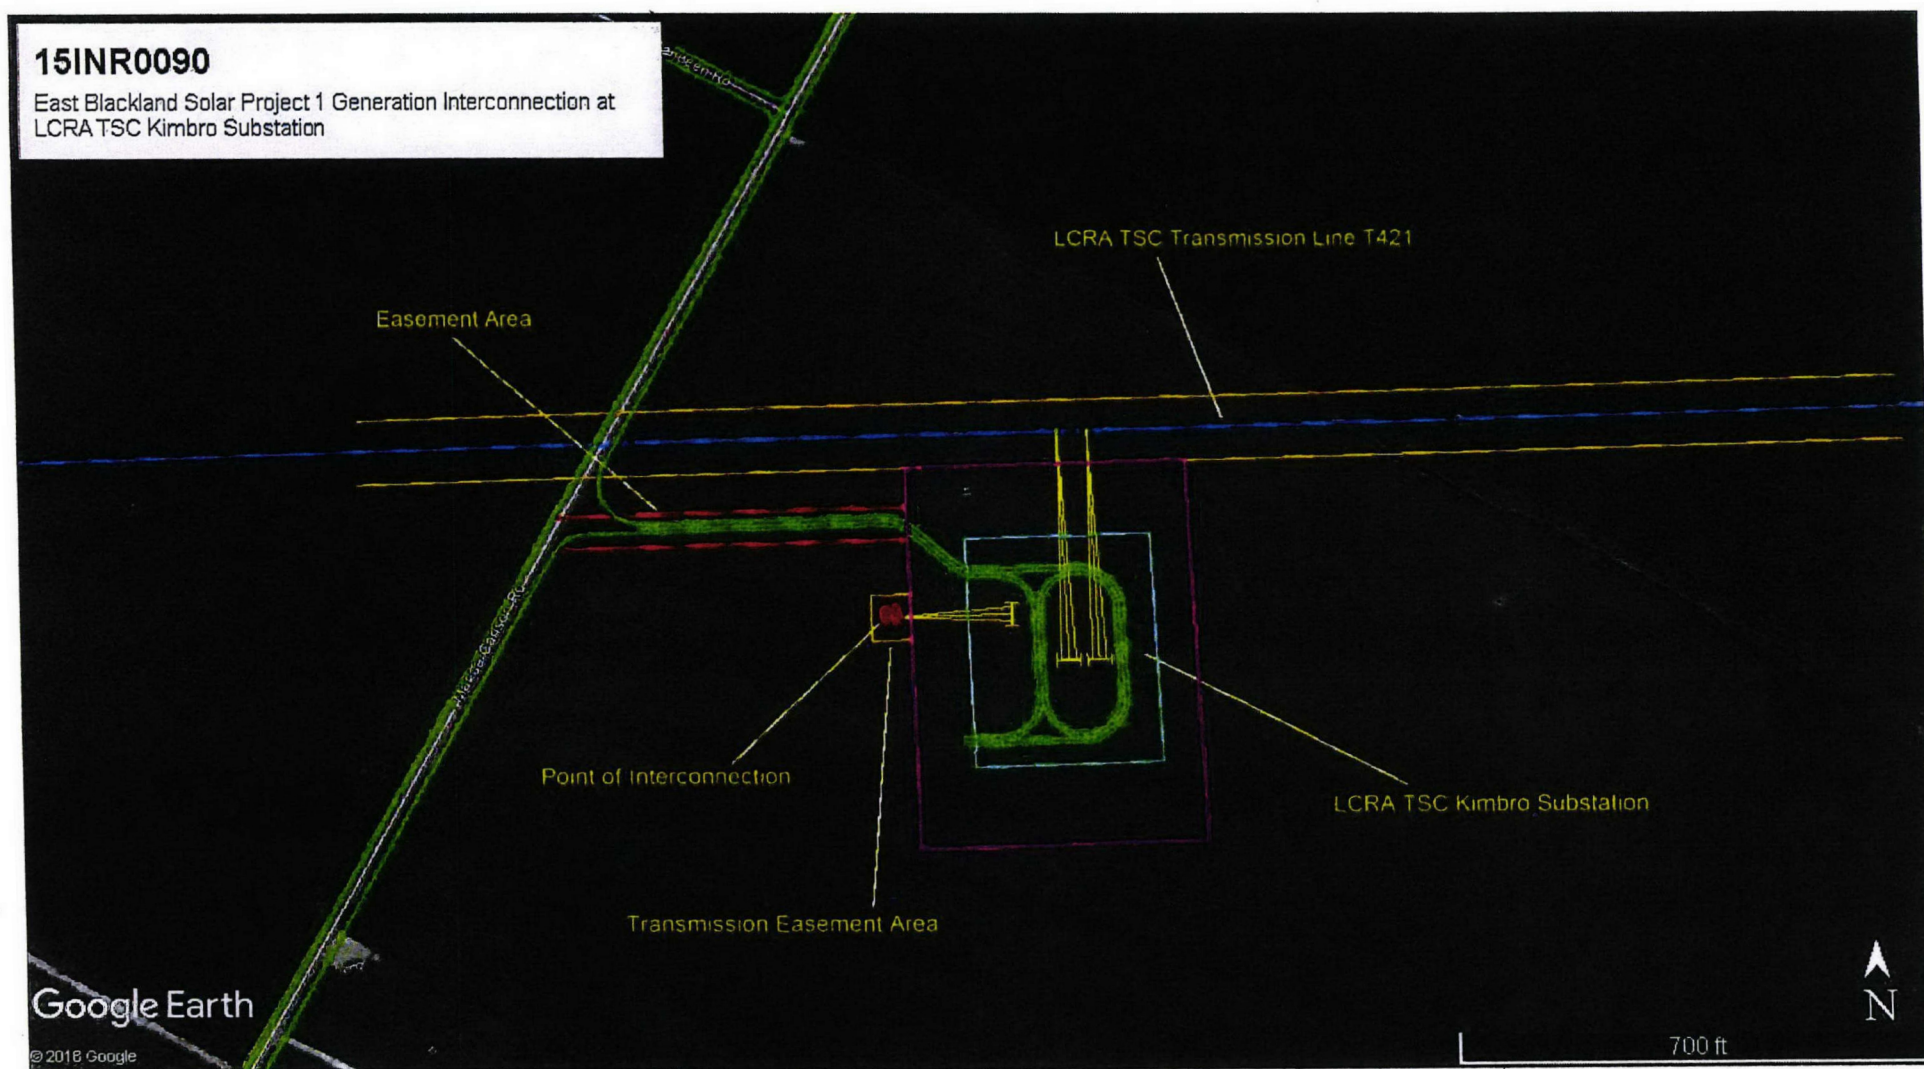 15INR0090
East Blackland Solar Project 1 Generation Interconnection at
LCRA TSC Kimbro Substation
LCRA TSC Transmission Line T421
Easement Area
Point of Interconnection
LCRA TSC Kimbro Substation
Transmission Easement Area
Google Earth
© 2018 Google
N
700 ft